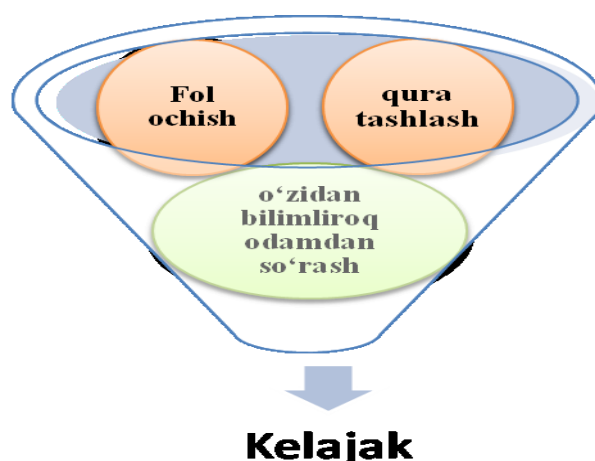 Fol
ochish
qura
tashlash
o‘zidan
bilimliroq
odamdan
so‘rash
Kelajak